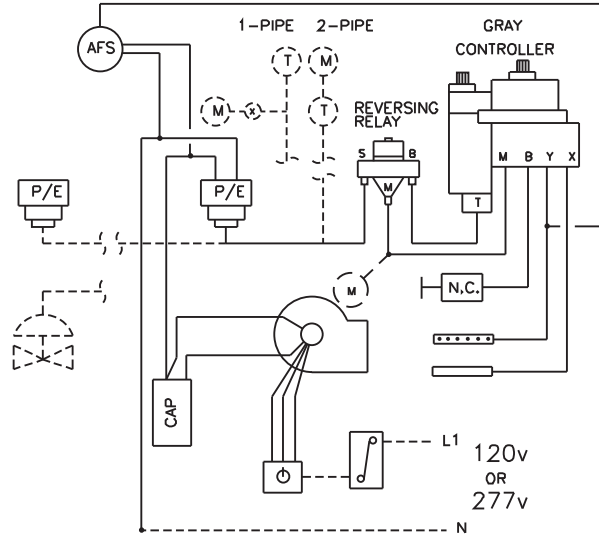 1-PIPE 2-PIPE
GRAY
CONTROLLER
AFS
T
M
M
X
T
REVERSING
RELAY
S
B
M
M
B
Y
X
P/E
P/E
T
N.C.
M
CAP
L1
120v
OR
277v
N